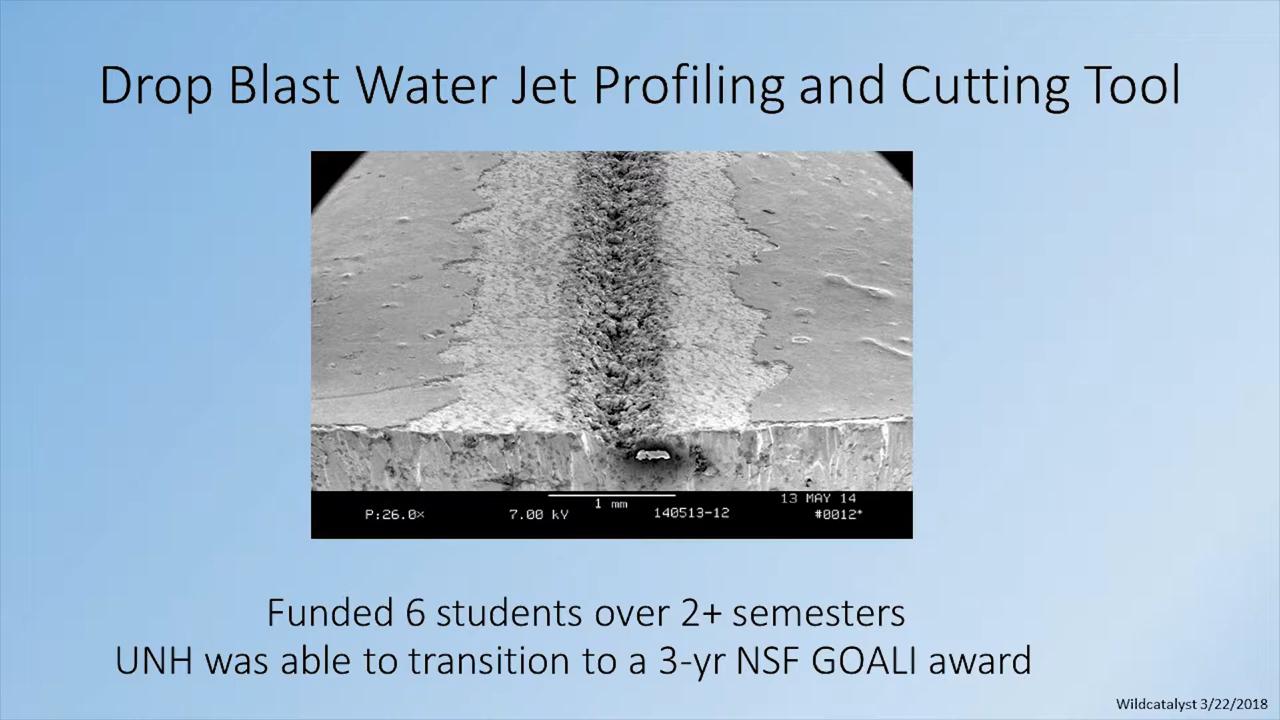 Drop Blast Water Jet Profiling and Cutting Tool
1 mm
13 MAY 14
P:26.0×
7.00 kV
140513-12
#0012*
Funded 6 students over 2+ semesters
UNH was able to transition to a 3-yr NSF GOALI award
Wildcatalyst 3/22/2018